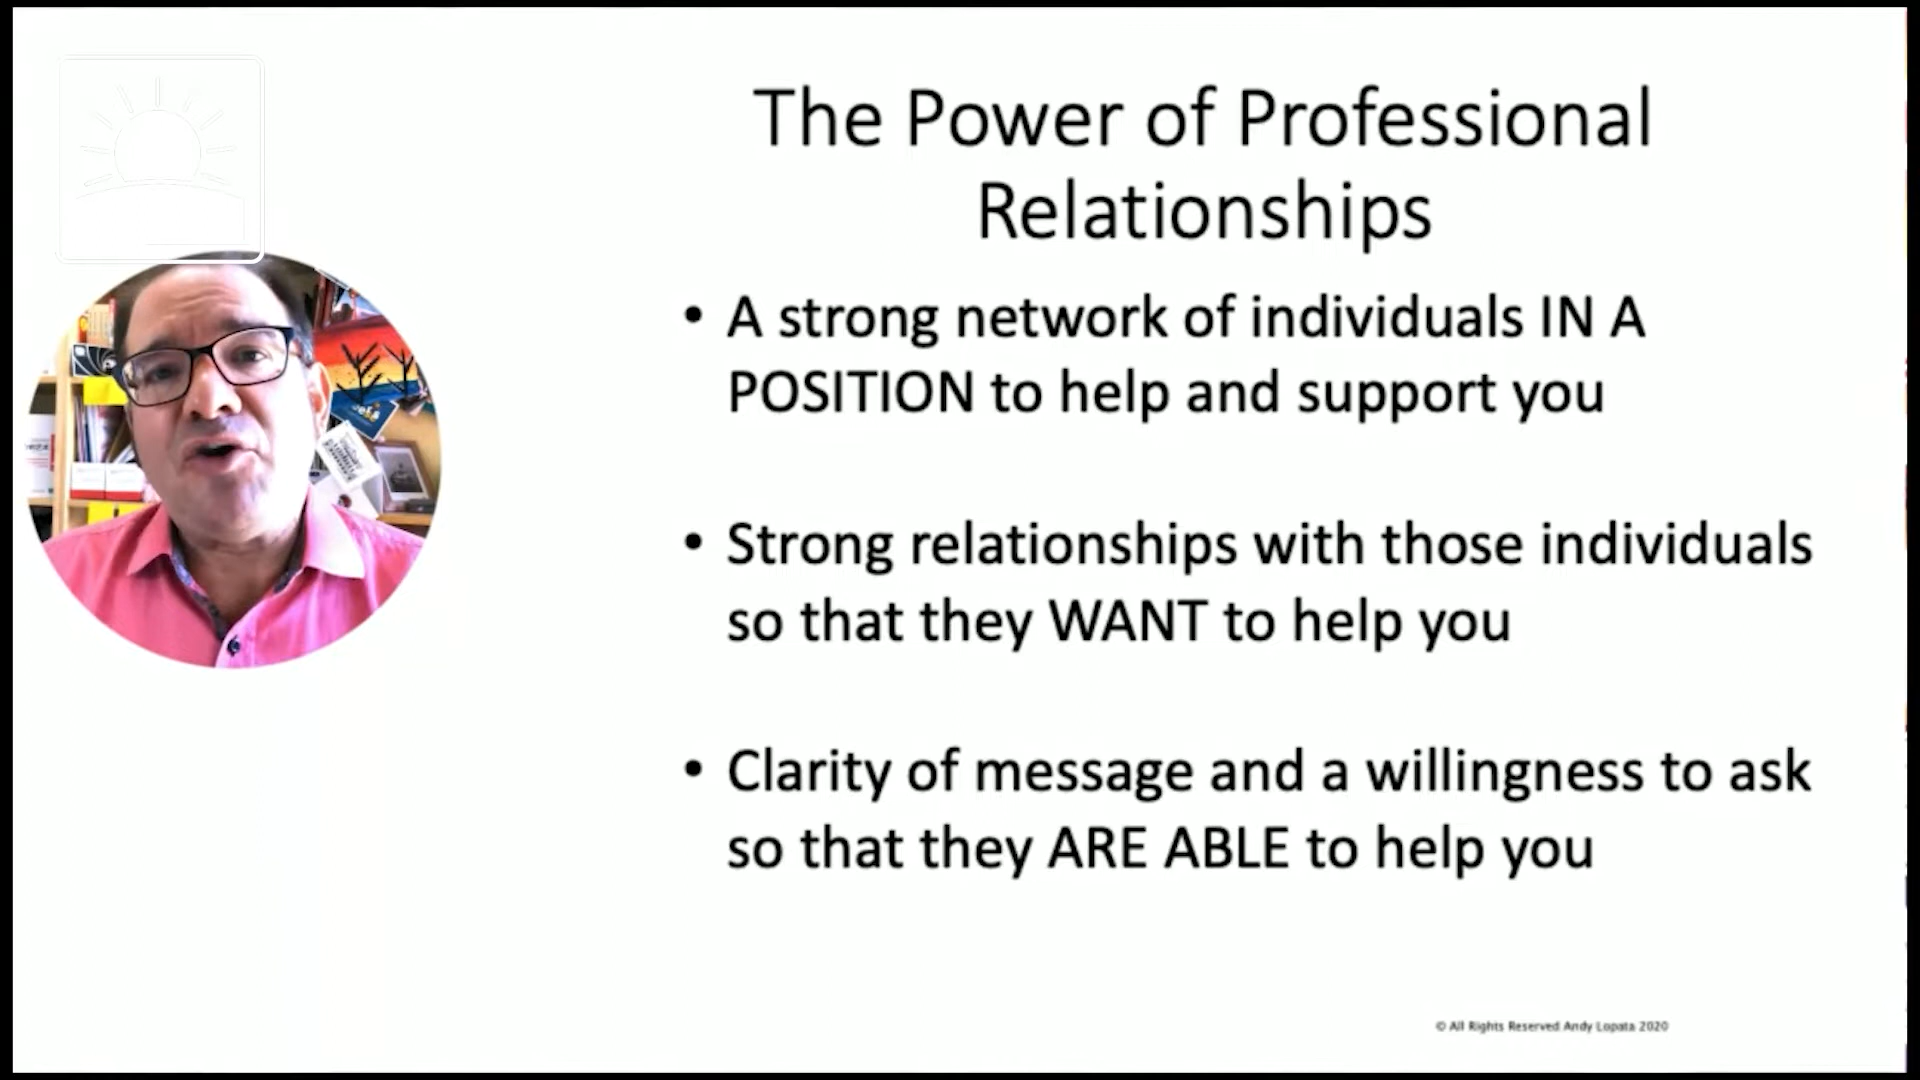 The Power of Professional
Relationships
• A strong network of individuals IN A
POSITION to help and support you
• Strong relationships with those individuals
so that they WANT to help you
• Clarity of message and a willingness to ask
so that they ARE ABLE to help you
© All Rights Reserved Andy Lopata 2020